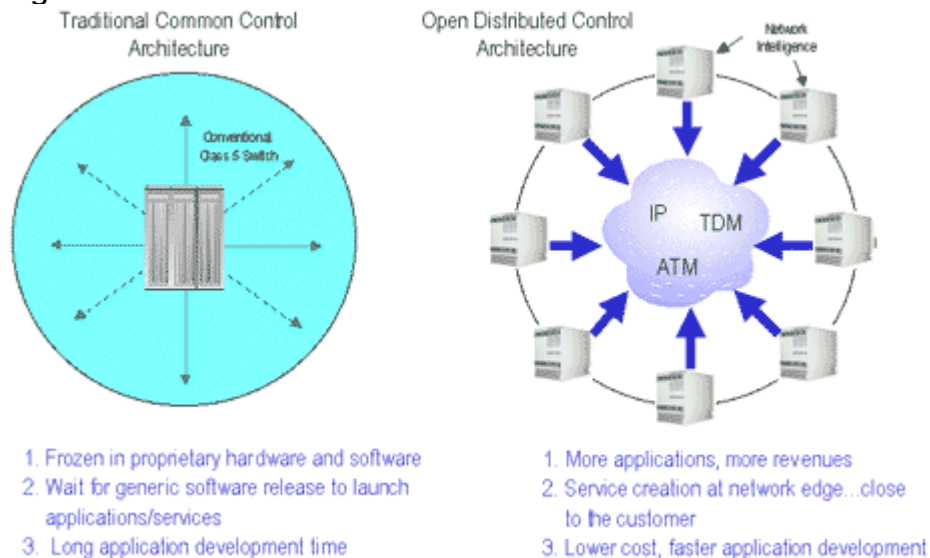 Traditional Common Control
Architecture
Conventional
Class 5 Switch
Open Distributed Control
Architecture
Network
Intelligence
IP
TDM
ATM
1. Frozen in proprietary hardware and software
2. Wait for generic software release to launch
applications/services
3. Long application development time
1. More applications, more revenues
2. Service creation at network edge...close
to the customer
3. Lower cost, faster application development